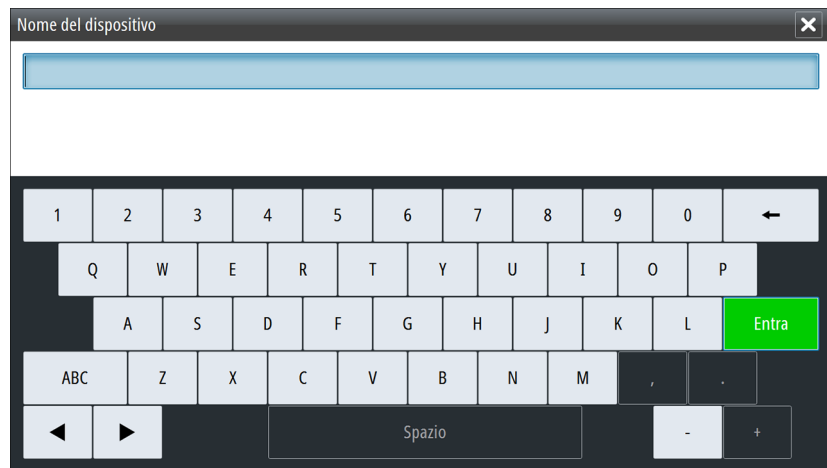 Nome del dispositivo
1 2 3 4 5 6 7 8 9 0
Q W E R T Y U I O P
A S D F G H J K L Entra
ABC Z X C V B N M , .
Spazio - +